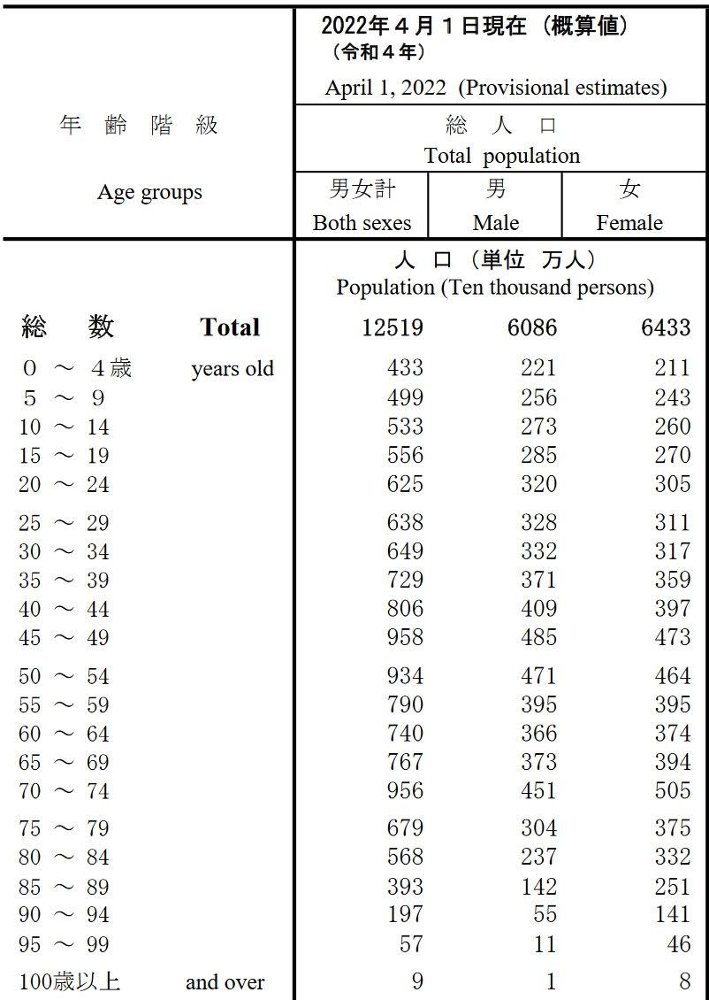 2022年４月１日現在（概算値）
（令和４年）
April 1, 2022 (Provisional estimates)
年 齢 階 級
総 人 口
Total population
Age groups
男女計 男 女
Both sexes Male Female
人 口（単位 万人）
Population (Ten thousand persons)
総 数 Total 12519 6086 6433
０ ～ ４歳 years old 433 221 211
５ ～ ９ 499 256 243
10 ～ 14 533 273 260
15 ～ 19 556 285 270
20 ～ 24 625 320 305
25 ～ 29 638 328 311
30 ～ 34 649 332 317
35 ～ 39 729 371 359
40 ～ 44 806 409 397
45 ～ 49 958 485 473
50 ～ 54 934 471 464
55 ～ 59 790 395 395
60 ～ 64 740 366 374
65 ～ 69 767 373 394
70 ～ 74 956 451 505
75 ～ 79 679 304 375
80 ～ 84 568 237 332
85 ～ 89 393 142 251
90 ～ 94 197 55 141
95 ～ 99 57 11 46
100歳以上 and over 9 1 8